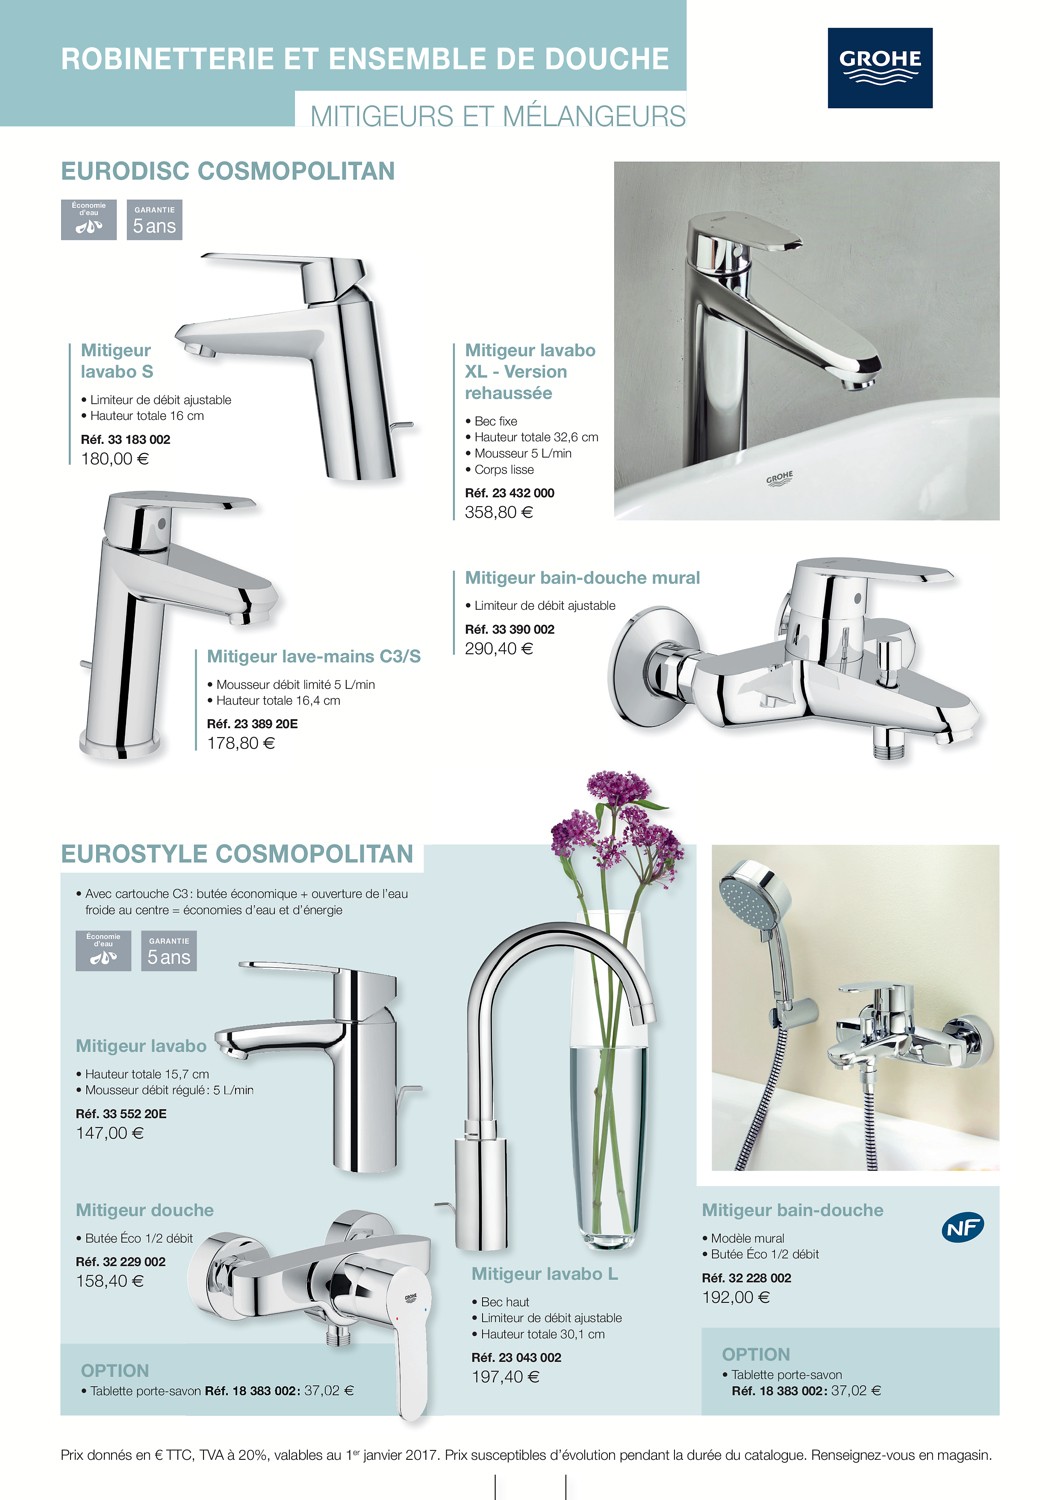 ROBINETTERIE ET ENSEMBLE DE DOUCHE
GROHE
MITIGEURS ET MÉLANGEURS
EURODISC COSMOPOLITAN
Économie
d'eau
GARANTIE
5 ans
Mitigeur
lavabo S
• Limiteur de débit ajustable
• Hauteur totale 16 cm
Réf. 33 183 002
180,00 €
Mitigeur lavabo
XL - Version
rehaussée
• Bec fixe
• Hauteur totale 32,6 cm
• Mousseur 5 L/min
• Corps lisse
Réf. 23 432 000
358,80 €
GROHE
Mitigeur lave-mains C3/S
• Mousseur débit limité 5 L/min
• Hauteur totale 16,4 cm
Réf. 23 389 20E
178,80 €
Mitigeur bain-douche mural
• Limiteur de débit ajustable
Réf. 33 390 002
290,40 €
EUROSTYLE COSMOPOLITAN
• Avec cartouche C3 : butée économique + ouverture de l'eau
froide au centre = économies d'eau et d'énergie
Économie
d'eau
GARANTIE
5 ans
Mitigeur lavabo
• Hauteur totale 15,7 cm
• Mousseur débit régulé : 5 L/min
Réf. 33 552 20E
147,00 €
Mitigeur douche
• Butée Éco 1/2 débit
Réf. 32 229 002
158,40 €
GROHE
OPTION
• Tablette porte-savon Réf. 18 383 002 : 37,02 €
Mitigeur lavabo L
• Bec haut
• Limiteur de débit ajustable
• Hauteur totale 30,1 cm
Réf. 23 043 002
197,40 €
Mitigeur bain-douche
NF
• Modèle mural
• Butée Éco 1/2 débit
Réf. 32 228 002
192,00 €
OPTION
• Tablette porte-savon
Réf. 18 383 002 : 37,02 €
Prix donnés en € TTC, TVA à 20%, valables au 1er janvier 2017. Prix susceptibles d'évolution pendant la durée du catalogue. Renseignez-vous en magasin.